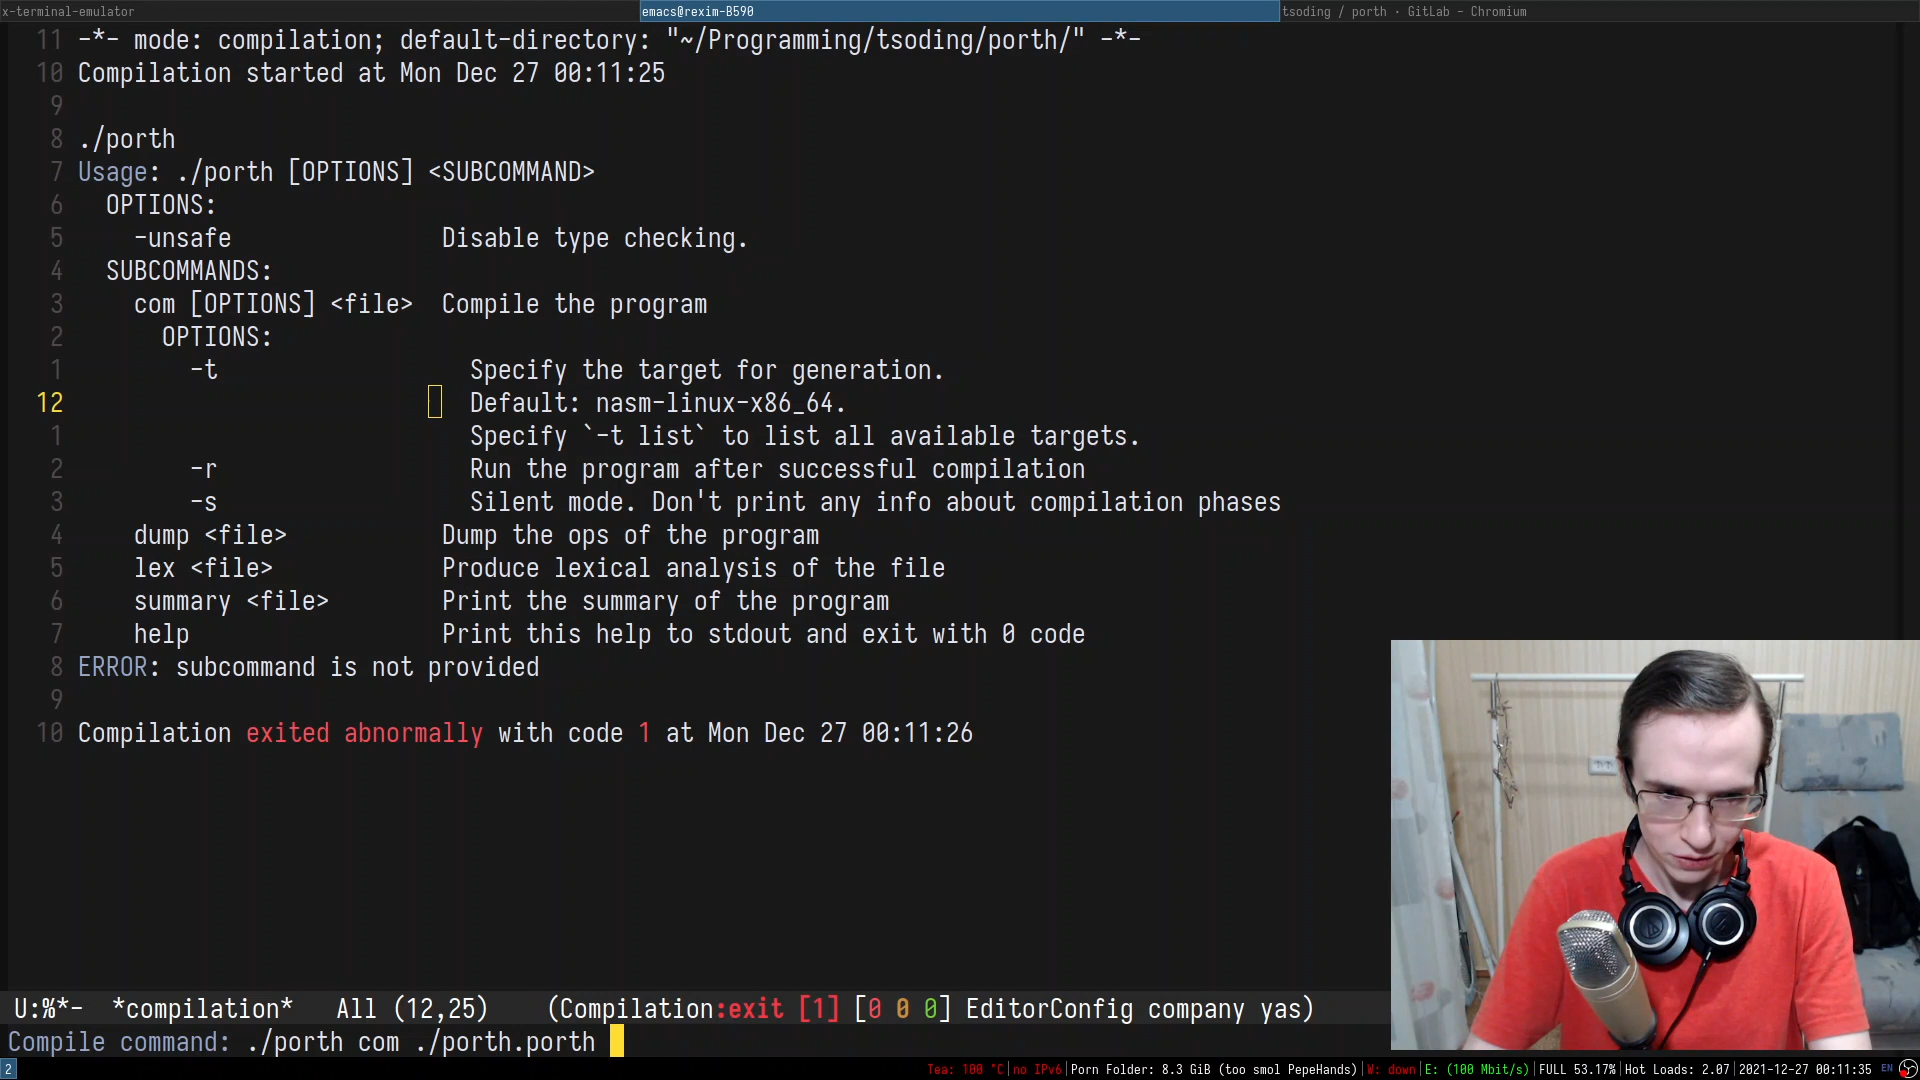 x-terminal-emulator
emacs@rexim-B590
tsoding / porth · GitLab - Chromium
11 -*- mode: compilation; default-directory: "~/Programming/tsoding/porth/" -*-
10 Compilation started at Mon Dec 27 00:11:25
9
8 ./porth
7 Usage: ./porth [OPTIONS] <SUBCOMMAND>
6 OPTIONS:
5 -unsafe Disable type checking.
4 SUBCOMMANDS:
3 com [OPTIONS] <file> Compile the program
2 OPTIONS:
1 -t Specify the target for generation.
12 Default: nasm-linux-x86_64.
1 Specify `-t list` to list all available targets.
2 -r Run the program after successful compilation
3 -s Silent mode. Don't print any info about compilation phases
4 dump <file> Dump the ops of the program
5 lex <file> Produce lexical analysis of the file
6 summary <file> Print the summary of the program
7 help Print this help to stdout and exit with 0 code
8 ERROR: subcommand is not provided
9
10 Compilation exited abnormally with code 1 at Mon Dec 27 00:11:26
U:%*- *compilation* All (12,25) (Compilation:exit [1] [0 0 0] EditorConfig company yas)
Compile command: ./porth com ./porth.porth
2 Tea: 100 °C|no IPv6|Porn Folder: 8.3 GiB (too smol PepeHands)|W: down|E: (100 Mbit/s)|FULL 53.17%|Hot Loads: 2.07|2021-12-27 00:11:35 EN